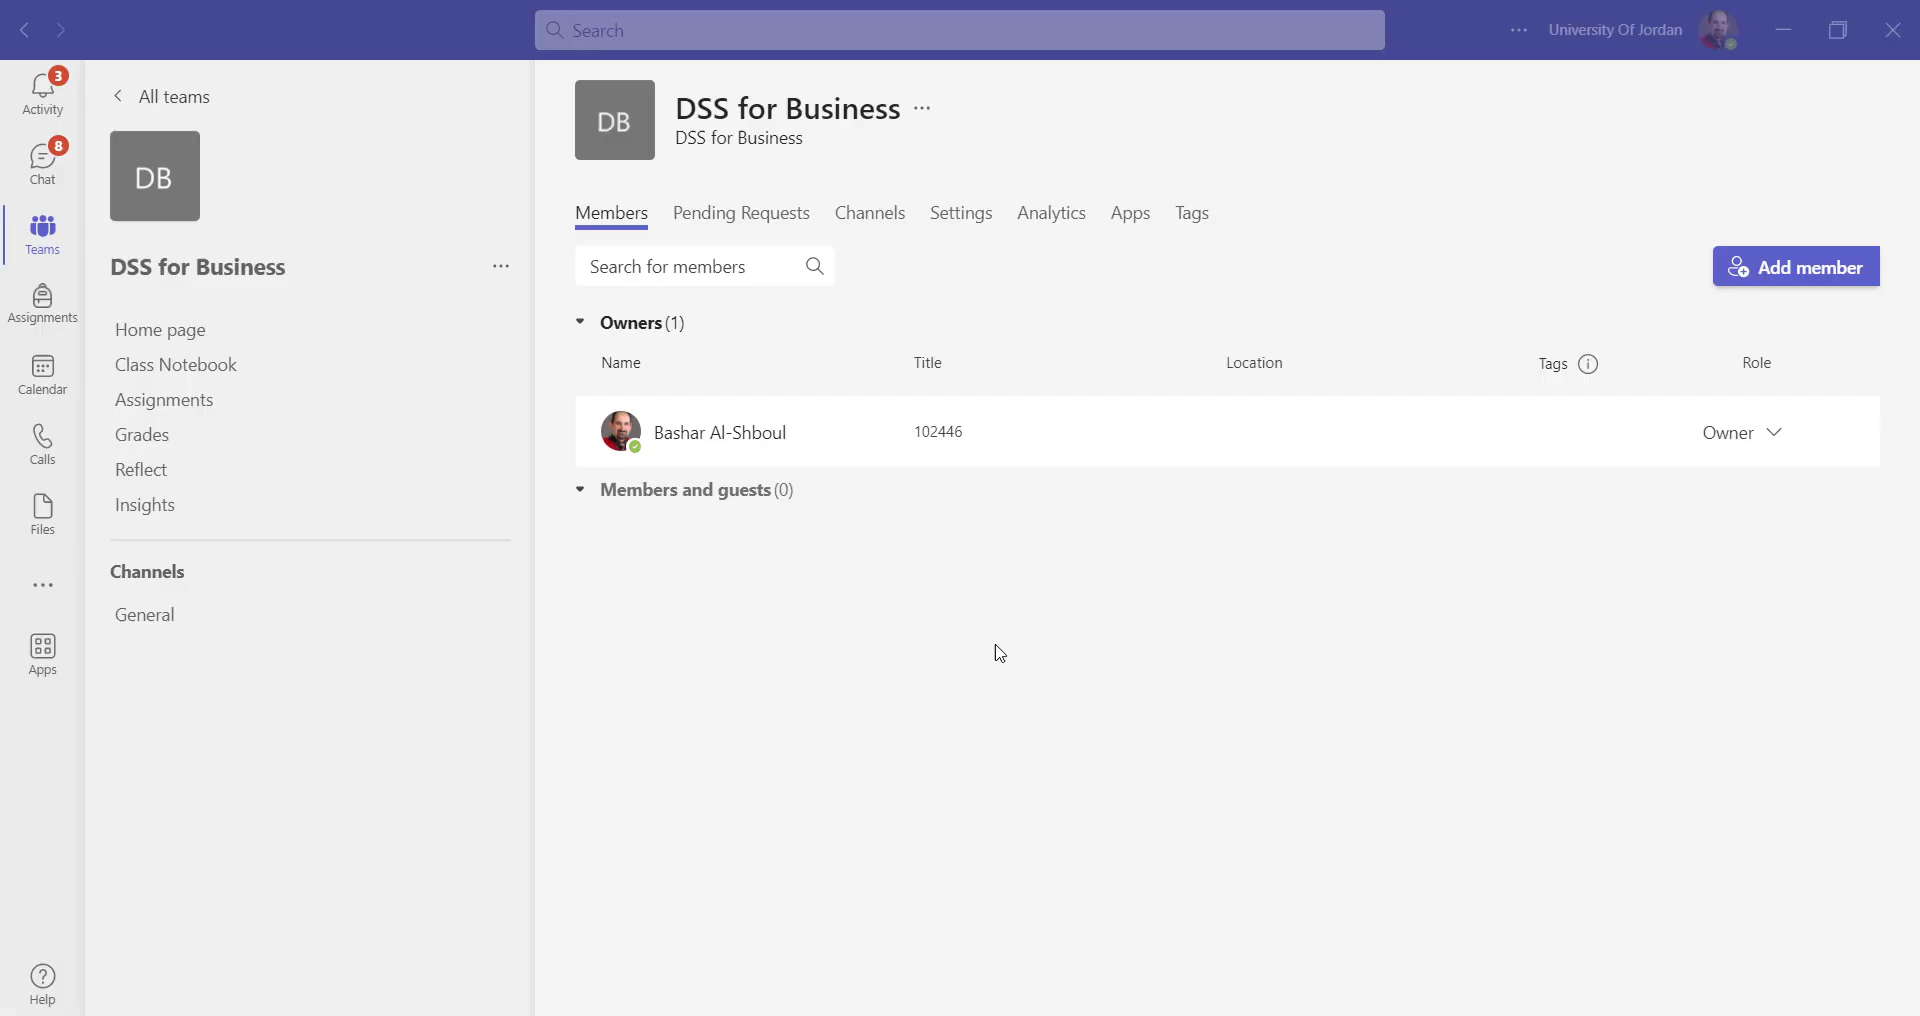 Search
University Of Jordan
3
Activity
8
Chat
Teams
Assignments
Calendar
Calls
Files
Apps
Help
All teams
DB
DSS for Business
Home page
Class Notebook
Assignments
Grades
Reflect
Insights
Channels
General
DB
DSS for Business
DSS for Business
Members Pending Requests Channels Settings Analytics Apps Tags
Search for members
Add member
Owners (1)
Name Title Location Tags Role
Bashar Al-Shboul 102446 Owner
Members and guests (0)